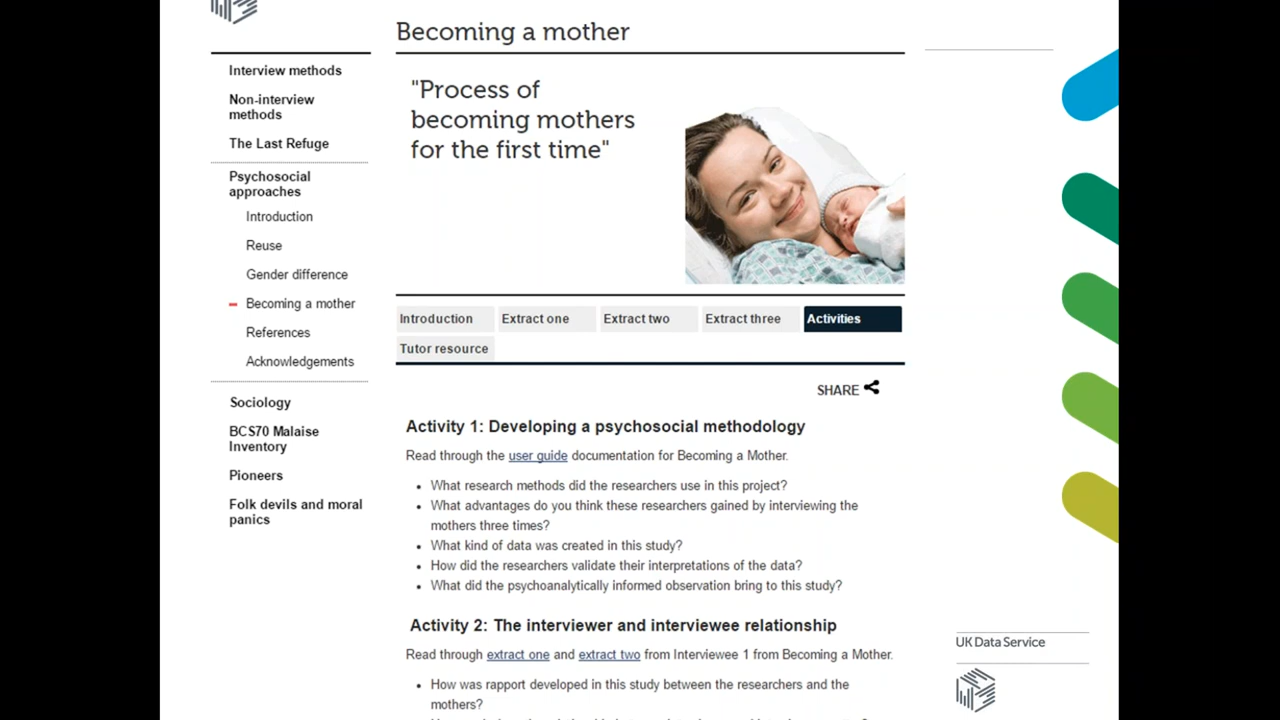 Becoming a mother
Interview methods
Non-interview
methods
The Last Refuge
Psychosocial
approaches
Introduction
Reuse
Gender difference
Becoming a mother
References
Acknowledgements
Sociology
BCS70 Malaise
Inventory
Pioneers
Folk devils and moral
panics
"Process of
becoming mothers
for the first time"
Introduction
Extract one
Extract two
Extract three
Activities
Tutor resource
SHARE
Activity 1: Developing a psychosocial methodology
Read through the user guide documentation for Becoming a Mother.
• What research methods did the researchers use in this project?
• What advantages do you think these researchers gained by interviewing the
mothers three times?
• What kind of data was created in this study?
• How did the researchers validate their interpretations of the data?
• What did the psychoanalytically informed observation bring to this study?
Activity 2: The interviewer and interviewee relationship
Read through extract one and extract two from Interviewee 1 from Becoming a Mother.
• How was rapport developed in this study between the researchers and the
mothers?
UK Data Service